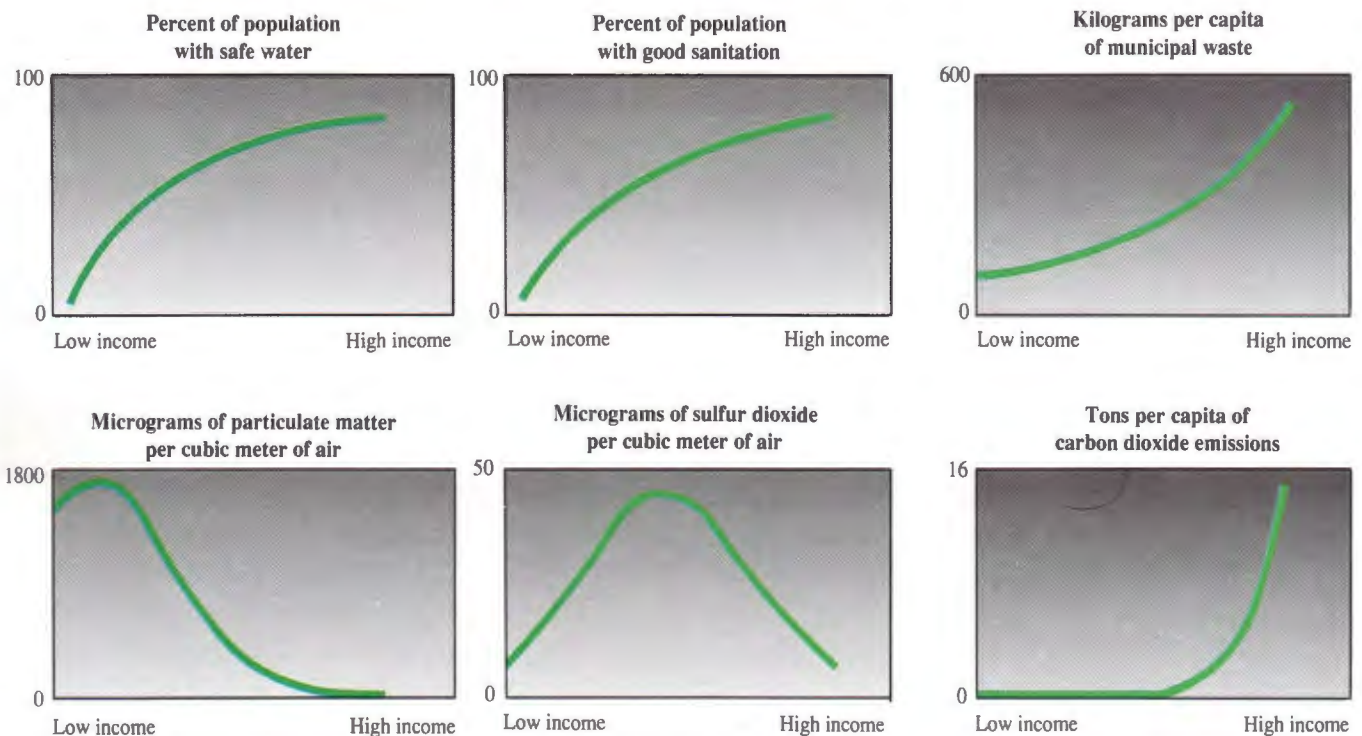 Percent of population
with safe water
100
0
Low income High income
Percent of population
with good sanitation
100
0
Low income High income
Kilograms per capita
of municipal waste
600
0
Low income High income
Micrograms of particulate matter
per cubic meter of air
1800
0
Low income High income
Micrograms of sulfur dioxide
per cubic meter of air
50
0
Low income High income
Tons per capita of
carbon dioxide emissions
16
0
Low income High income